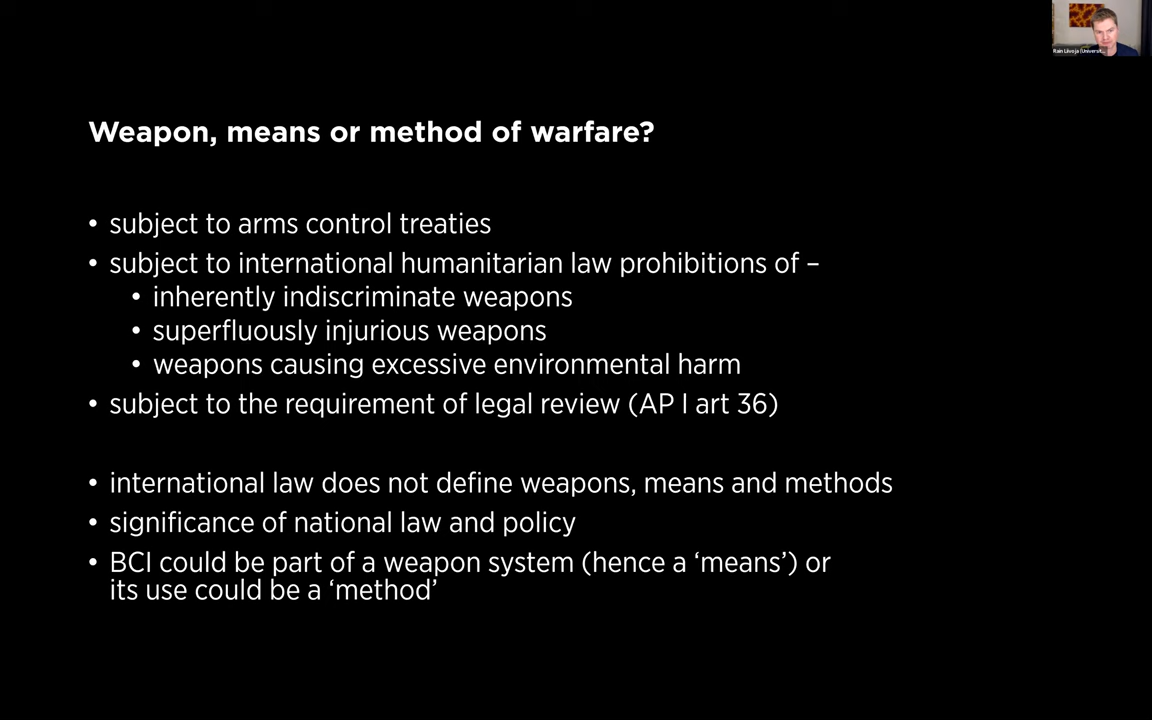 Rain Liivoja (Universit...
Weapon, means or method of warfare?
• subject to arms control treaties
• subject to international humanitarian law prohibitions of –
• inherently indiscriminate weapons
• superfluously injurious weapons
• weapons causing excessive environmental harm
• subject to the requirement of legal review (AP I art 36)
• international law does not define weapons, means and methods
• significance of national law and policy
• BCI could be part of a weapon system (hence a ‘means’) or
its use could be a ‘method’